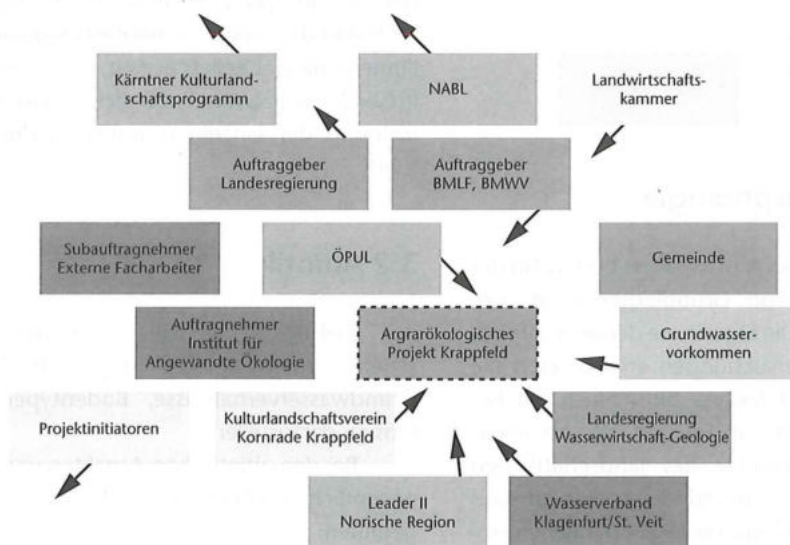 Kärntner Kulturland-
schaftsprogramm
NABL
Landwirtschafts-
kammer
Auftraggeber
Landesregierung
Auftraggeber
BMLF, BMWV
Subauftragnehmer
Externe Facharbeiter
ÖPUL
Gemeinde
Auftragnehmer
Institut für
Angewandte Ökologie
Argrarökologisches
Projekt Krappfeld
Grundwasser-
vorkommen
Projektinitiatoren
Kulturlandschaftsverein
Kornrade Krappfeld
Landesregierung
Wasserwirtschaft-Geologie
Leader II
Norische Region
Wasserverband
Klagenfurt/St. Veit